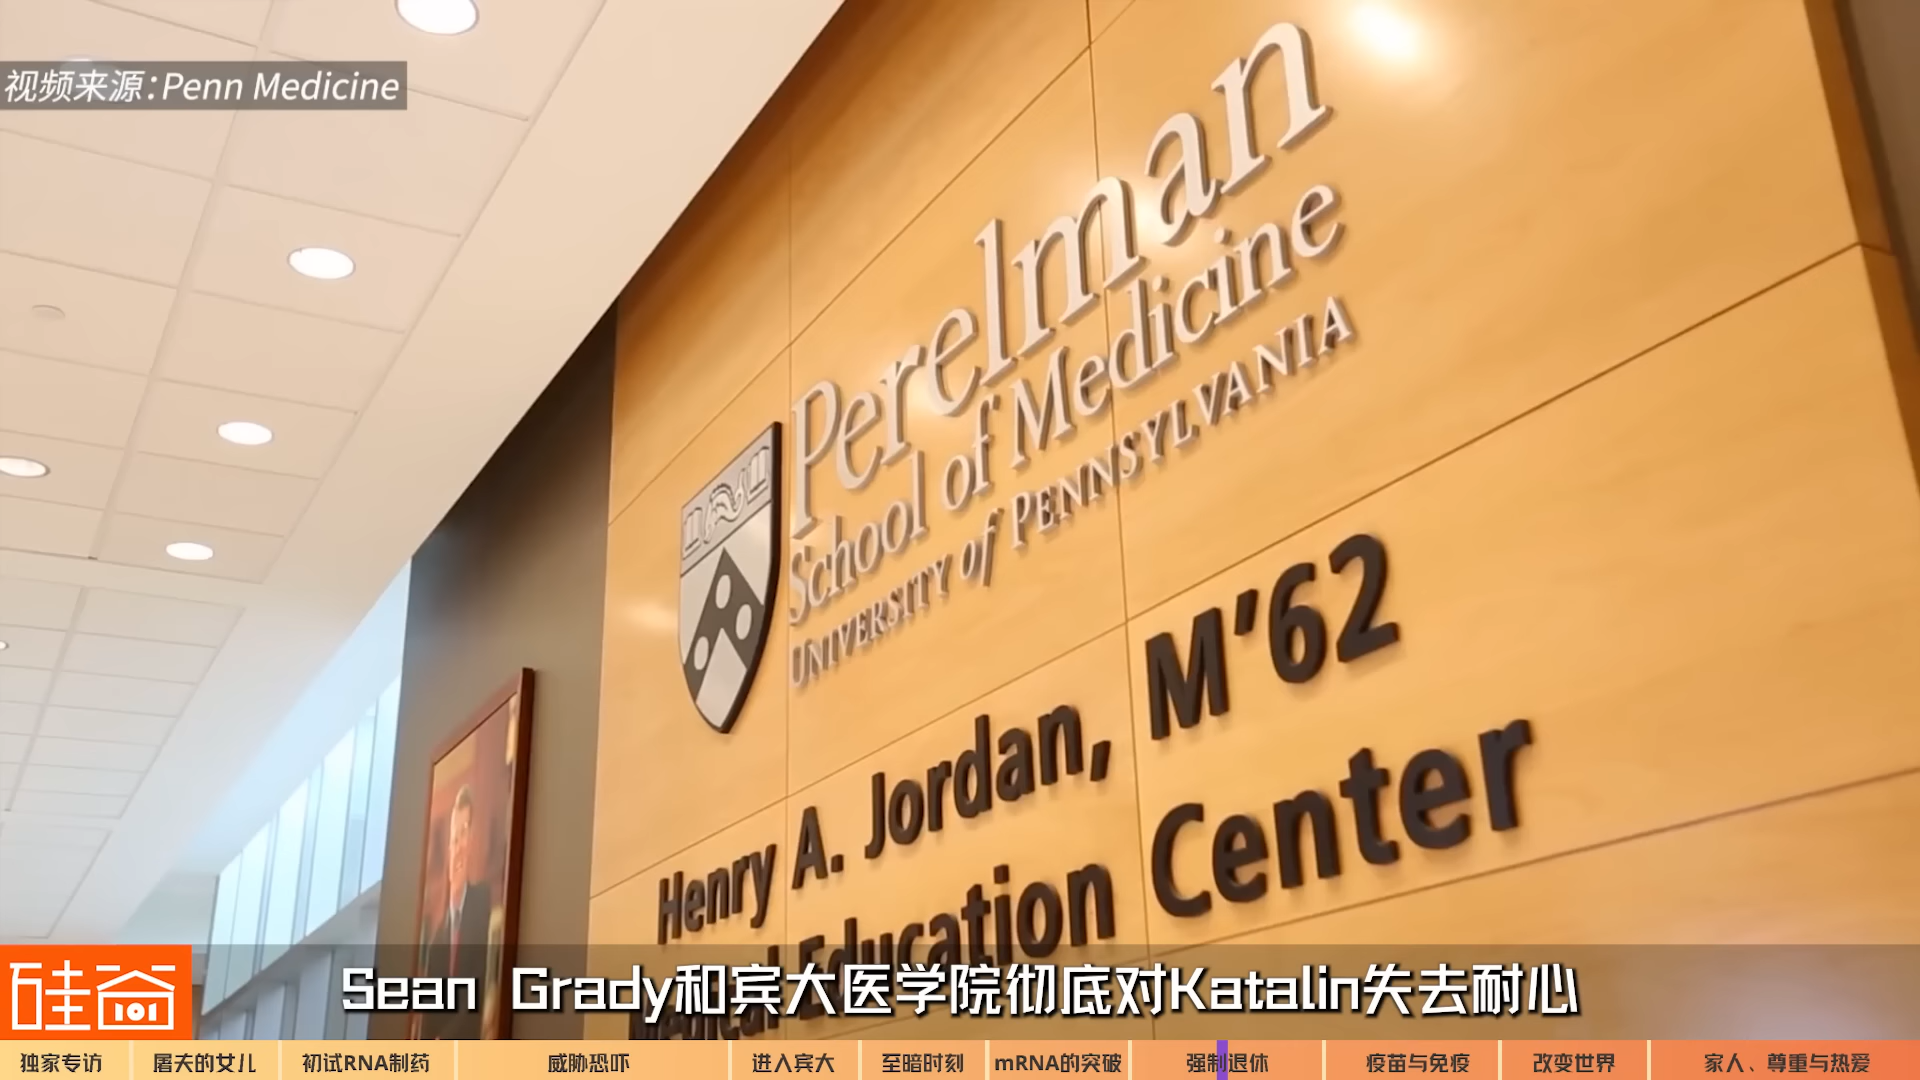 视频来源:Penn Medicine
Perelman
School of Medicine
UNIVERSITY of PENNSYLVANIA
Henry A. Jordan, M'62
Medical Education Center
硅谷
101
Sean Grady和宾大医学院彻底对Katalin失去耐心
独家专访 屠夫的女儿 初试RNA制药 威胁恐吓 进入宾大 至暗时刻 mRNA的突破 强制退休 疫苗与免疫 改变世界 家人、尊重与热爱